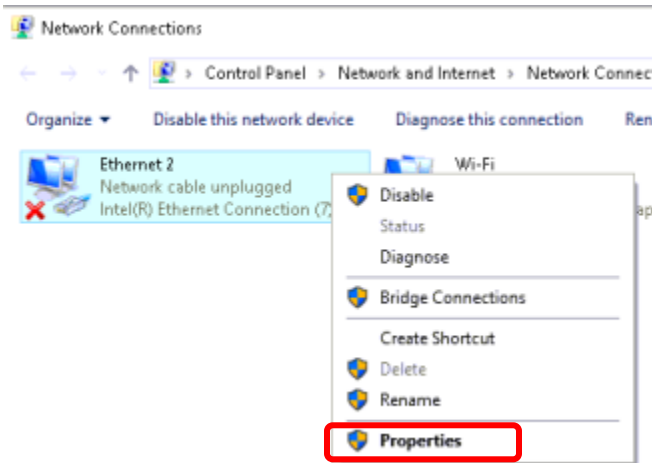 Network Connections
Control Panel > Network and Internet > Network Connec
Organize Disable this network device Diagnose this connection Ren
Ethernet 2
Network cable unplugged
Intel(R) Ethernet Connection (7)
Wi-Fi
ap
Disable
Status
Diagnose
Bridge Connections
Create Shortcut
Delete
Rename
Properties